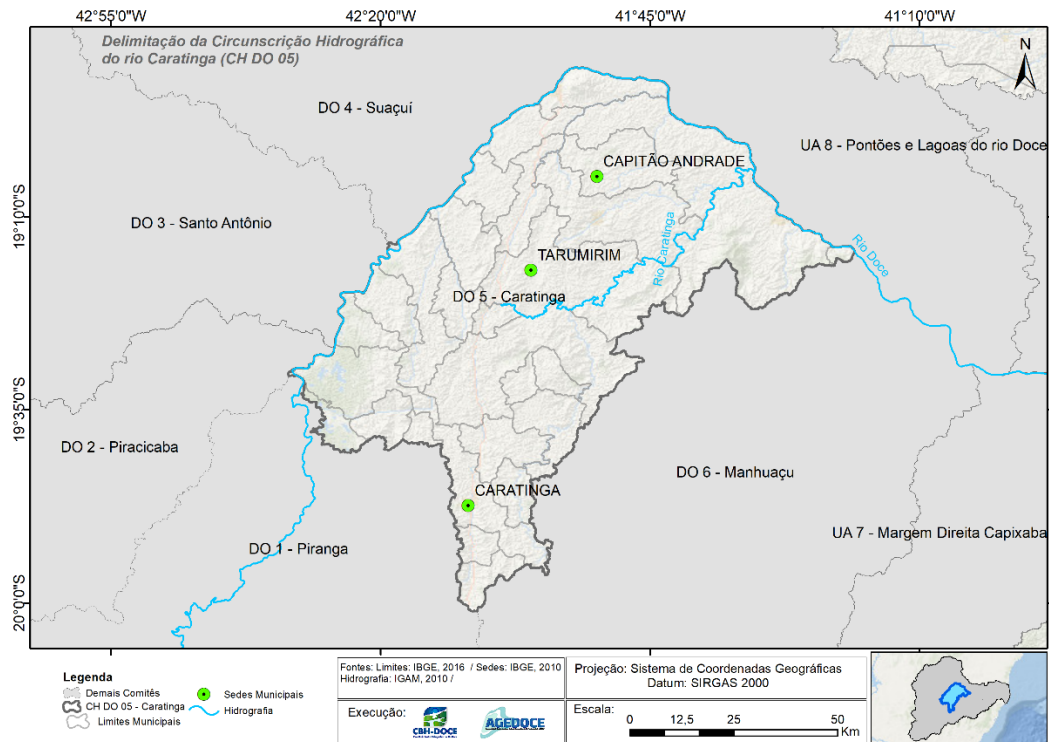 42°55'0"W
42°20'0"W
41°45'0"W
41°10'0"W
Delimitação da Circunscrição Hidrográfica
do rio Caratinga (CH DO 05)
N
DO 4 - Suaçuí
UA 8 - Pontões e Lagoas do rio Doce
CAPITÃO ANDRADE
19°10'0"S
DO 3 - Santo Antônio
Rio Caratinga
TARUMIRIM
Rio Doce
DO 5 - Caratinga
19°35'0"S
DO 2 - Piracicaba
DO 6 - Manhuaçu
CARATINGA
UA 7 - Margem Direita Capixaba
DO 1 - Piranga
20°0'0"S
Legenda
Demais Comitês
CH DO 05 - Caratinga
Limites Municipais
Sedes Municipais
Hidrografia
Fontes: Limites: IBGE, 2016 / Sedes: IBGE, 2010
Hidrografia: IGAM, 2010 /
Execução:
CBH-DOCE
AGEDOCE
Projeção: Sistema de Coordenadas Geográficas
Datum: SIRGAS 2000
Escala:
0 12,5 25 50
Km